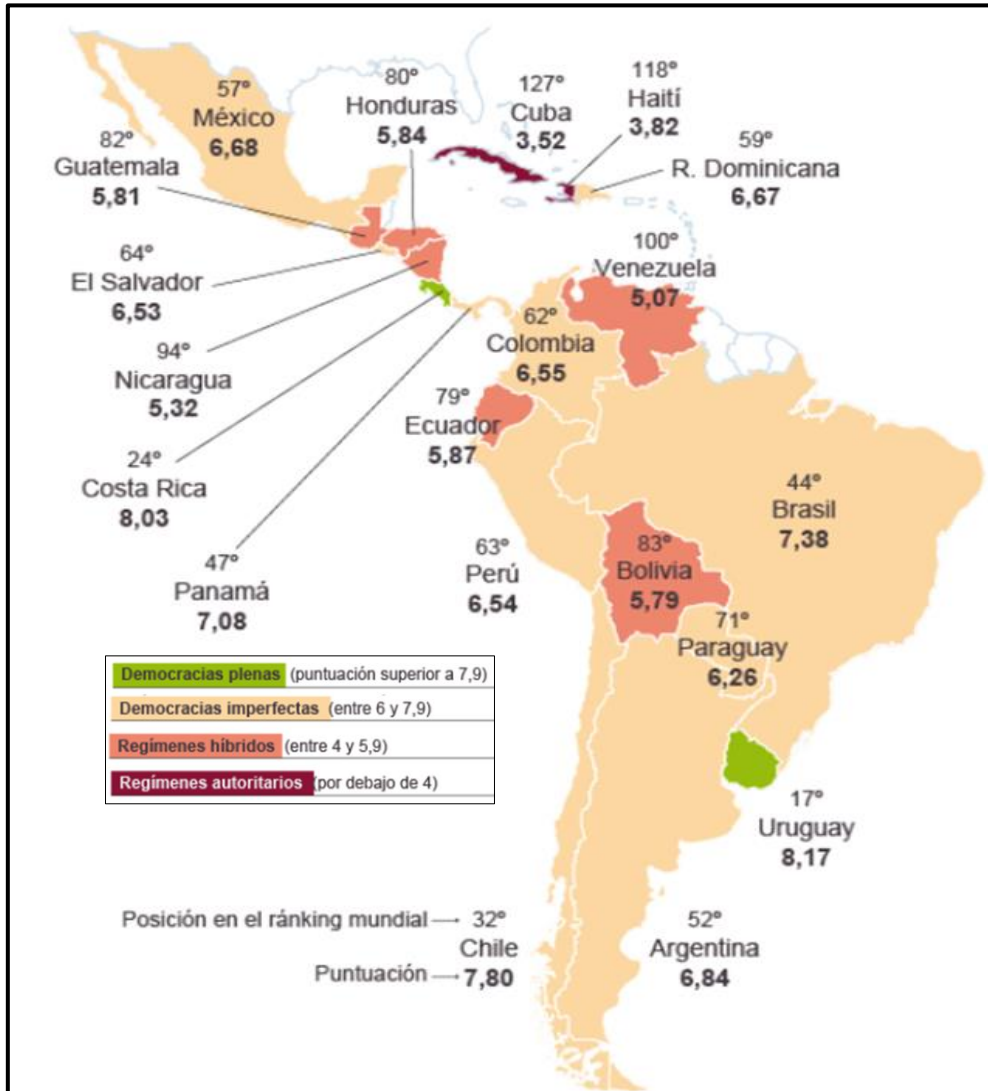 57º
México
6,68
80º
Honduras
5,84
127º
Cuba
3,52
118º
Haití
3,82
59º
R. Dominicana
6,67
82º
Guatemala
5,81
64º
El Salvador
6,53
94º
Nicaragua
5,32
24º
Costa Rica
8,03
47º
Panamá
7,08
100º
Venezuela
5,07
62º
Colombia
6,55
79º
Ecuador
5,87
63º
Perú
6,54
44º
Brasil
7,38
83º
Bolivia
5,79
71º
Paraguay
6,26
17º
Uruguay
8,17
Democracias plenas (puntuación superior a 7,9)
Democracias imperfectas (entre 6 y 7,9)
Regímenes híbridos (entre 4 y 5,9)
Regímenes autoritarios (por debajo de 4)
Posición en el ránking mundial
Puntuación
32º
Chile
7,80
52º
Argentina
6,84